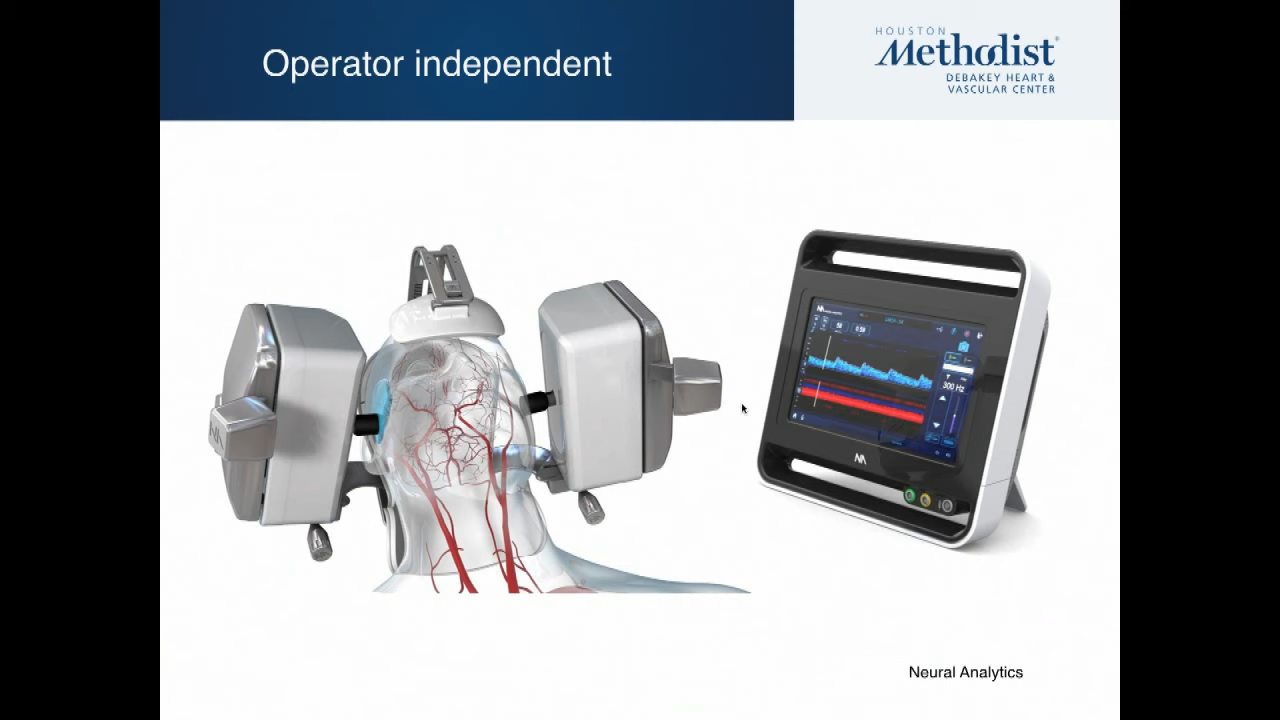 Operator independent
HOUSTON
Methodist
DEBAKEY HEART &
VASCULAR CENTER
300 Hz
Neural Analytics